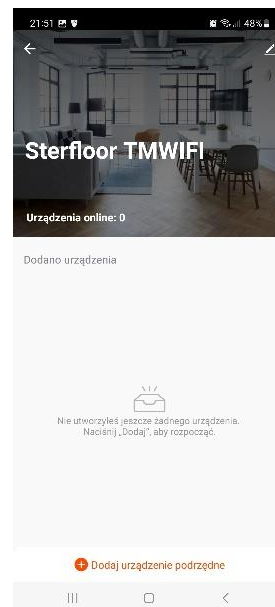 21:51
48%
Sterfloor TMWIFI
Urządzenia online: 0
Dodano urządzenia
Nie utworzyłeś jeszcze żadnego urządzenia.
Naciśnij „Dodaj”, aby rozpocząć.
Dodaj urządzenie podrzędne